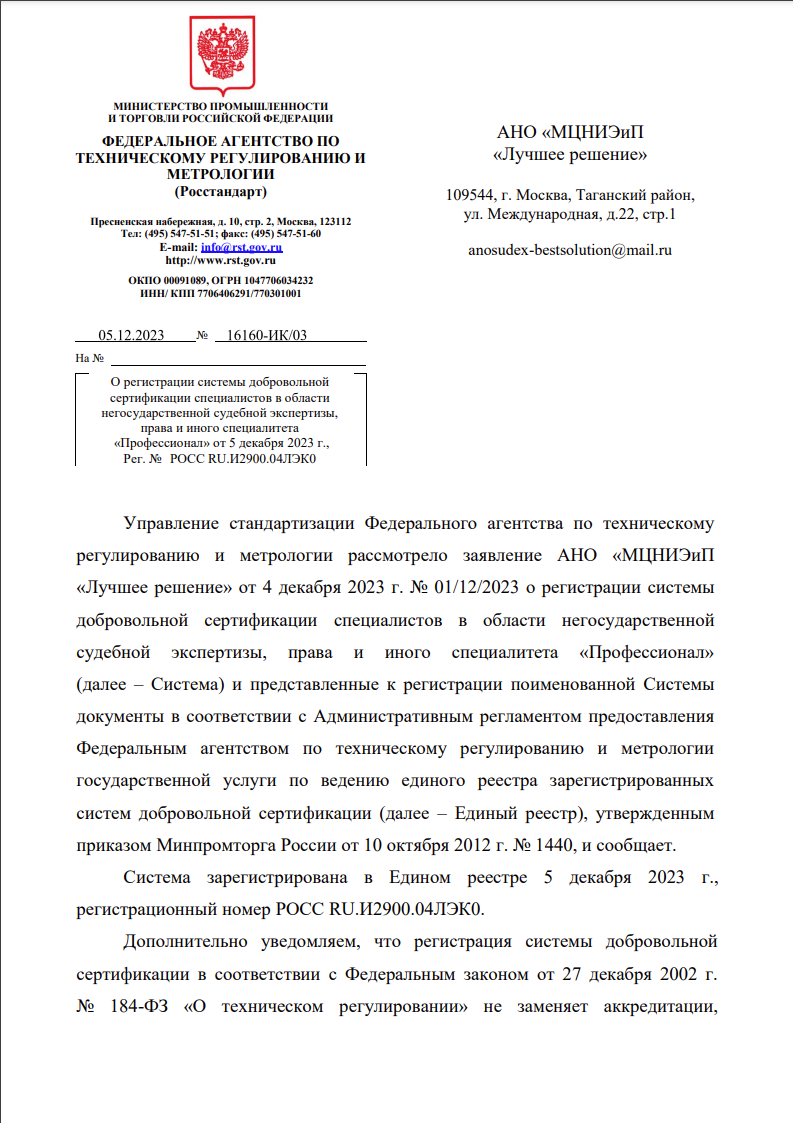 МИНИСТЕРСТВО ПРОМЫШЛЕННОСТИ
И ТОРГОВЛИ РОССИЙСКОЙ ФЕДЕРАЦИИ
ФЕДЕРАЛЬНОЕ АГЕНТСТВО ПО
ТЕХНИЧЕСКОМУ РЕГУЛИРОВАНИЮ И
МЕТРОЛОГИИ
(Росстандарт)
Пресненская набережная, д. 10, стр. 2, Москва, 123112
Тел: (495) 547-51-51; факс: (495) 547-51-60
E-mail: info@rst.gov.ru
http://www.rst.gov.ru
ОКПО 00091089, ОГРН 1047706034232
ИНН/ КПП 7706406291/770301001
05.12.2023 № 16160-ИК/03
На №
О регистрации системы добровольной
сертификации специалистов в области
негосударственной судебной экспертизы,
права и иного специалитета
«Профессионал» от 5 декабря 2023 г.,
Рег. № РОСС RU.И2900.04ЛЭК0
АНО «МЦНИЭиП
«Лучшее решение»
109544, г. Москва, Таганский район,
ул. Международная, д.22, стр.1
anosudex-bestsolution@mail.ru
Управление стандартизации Федерального агентства по техническому
регулированию и метрологии рассмотрело заявление АНО «МЦНИЭиП
«Лучшее решение» от 4 декабря 2023 г. № 01/12/2023 о регистрации системы
добровольной сертификации специалистов в области негосударственной
судебной экспертизы, права и иного специалитета «Профессионал»
(далее – Система) и представленные к регистрации поименованной Системы
документы в соответствии с Административным регламентом предоставления
Федеральным агентством по техническому регулированию и метрологии
государственной услуги по ведению единого реестра зарегистрированных
систем добровольной сертификации (далее – Единый реестр), утвержденным
приказом Минпромторга России от 10 октября 2012 г. № 1440, и сообщает.
Система зарегистрирована в Едином реестре 5 декабря 2023 г.,
регистрационный номер РОСС RU.И2900.04ЛЭК0.
Дополнительно уведомляем, что регистрация системы добровольной
сертификации в соответствии с Федеральным законом от 27 декабря 2002 г.
№ 184-ФЗ «О техническом регулировании» не заменяет аккредитации,